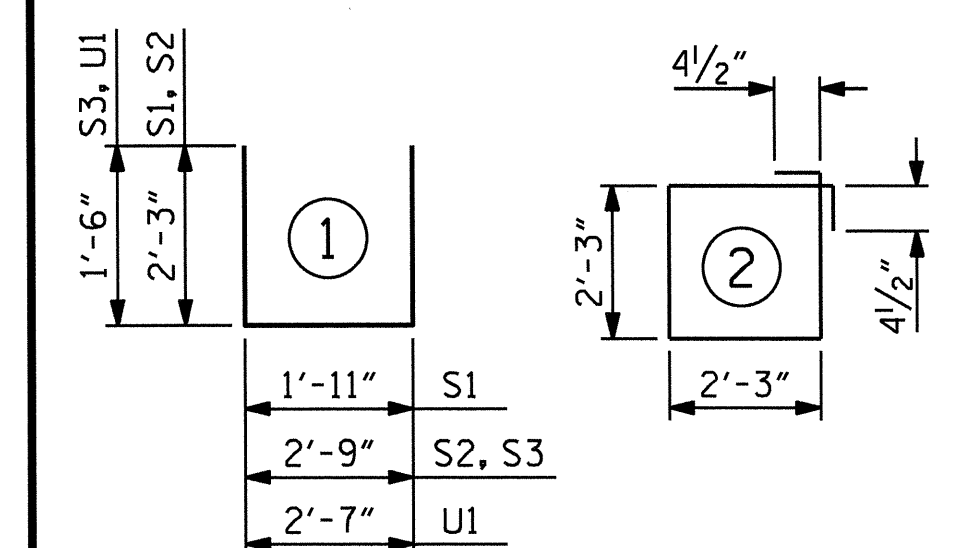 S3, U1
S1, S2
1'-6"
2'-3"
1
1'-11" S1
2'-9" S2, S3
2'-7" U1
4½"
2'-3"
2
4½"
2'-3"